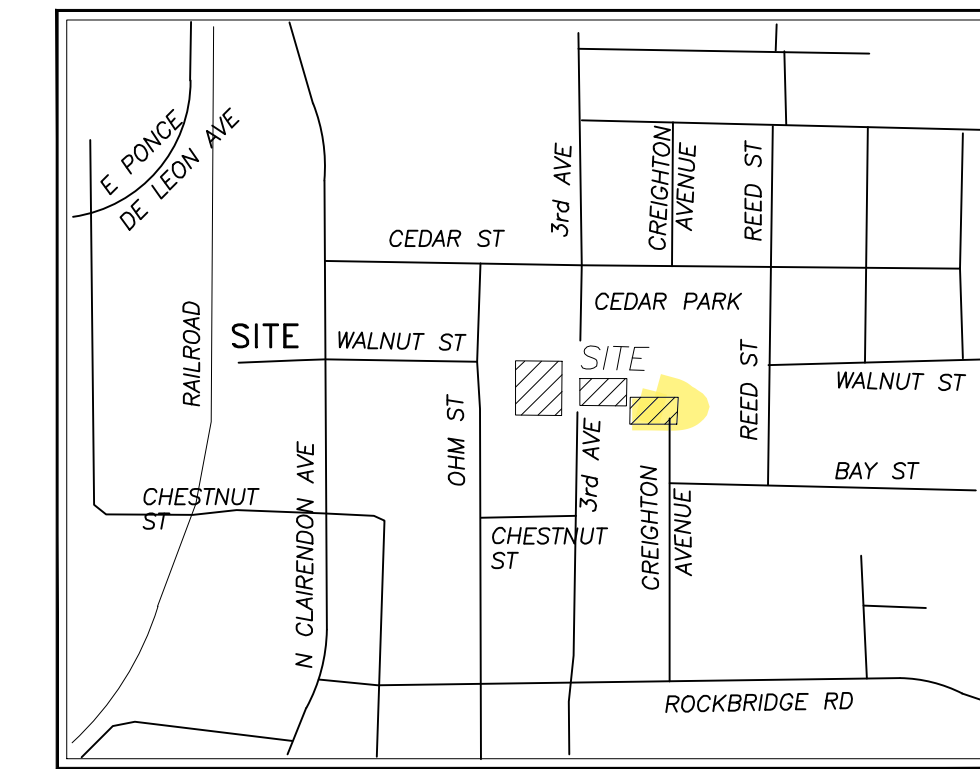 E PONCE
DE LEON AVE
3rd AVE
CREIGHTON
AVENUE
REED ST
CEDAR ST
CEDAR PARK
RAILROAD
SITE
WALNUT ST
SITE
REED ST
WALNUT ST
OHM ST
3rd AVE
BAY ST
CHESTNUT
ST
N CLAIRENDON AVE
CHESTNUT
ST
CREIGHTON
AVENUE
ROCKBRIDGE RD